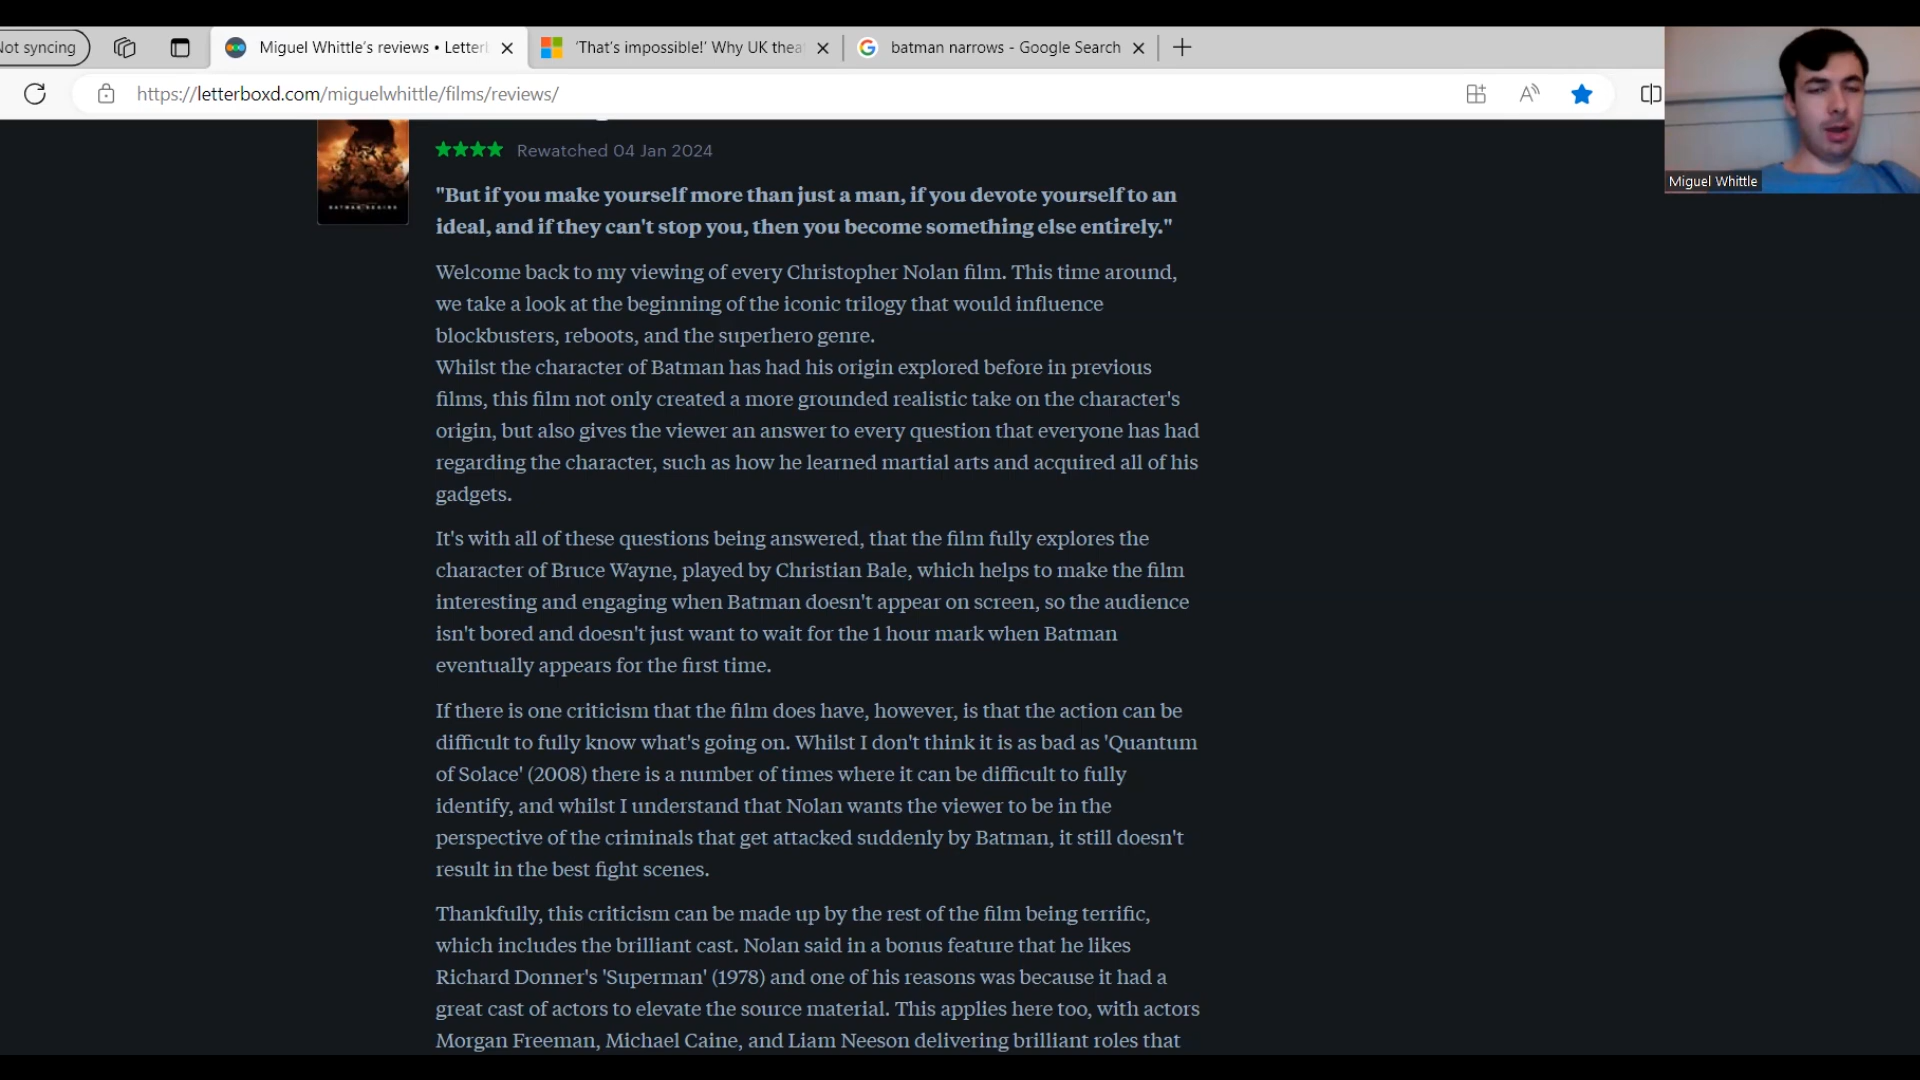 Not syncing
Miguel Whittle's reviews • Letter
'That's impossible!' Why UK thea
batman narrows - Google Search
https://letterboxd.com/miguelwhittle/films/reviews/
Miguel Whittle
BATMAN BEGINS
★★★★ Rewatched 04 Jan 2024
"But if you make yourself more than just a man, if you devote yourself to an
ideal, and if they can't stop you, then you become something else entirely."
Welcome back to my viewing of every Christopher Nolan film. This time around,
we take a look at the beginning of the iconic trilogy that would influence
blockbusters, reboots, and the superhero genre.
Whilst the character of Batman has had his origin explored before in previous
films, this film not only created a more grounded realistic take on the character's
origin, but also gives the viewer an answer to every question that everyone has had
regarding the character, such as how he learned martial arts and acquired all of his
gadgets.
It's with all of these questions being answered, that the film fully explores the
character of Bruce Wayne, played by Christian Bale, which helps to make the film
interesting and engaging when Batman doesn't appear on screen, so the audience
isn't bored and doesn't just want to wait for the 1 hour mark when Batman
eventually appears for the first time.
If there is one criticism that the film does have, however, is that the action can be
difficult to fully know what's going on. Whilst I don't think it is as bad as 'Quantum
of Solace' (2008) there is a number of times where it can be difficult to fully
identify, and whilst I understand that Nolan wants the viewer to be in the
perspective of the criminals that get attacked suddenly by Batman, it still doesn't
result in the best fight scenes.
Thankfully, this criticism can be made up by the rest of the film being terrific,
which includes the brilliant cast. Nolan said in a bonus feature that he likes
Richard Donner's 'Superman' (1978) and one of his reasons was because it had a
great cast of actors to elevate the source material. This applies here too, with actors
Morgan Freeman, Michael Caine, and Liam Neeson delivering brilliant roles that